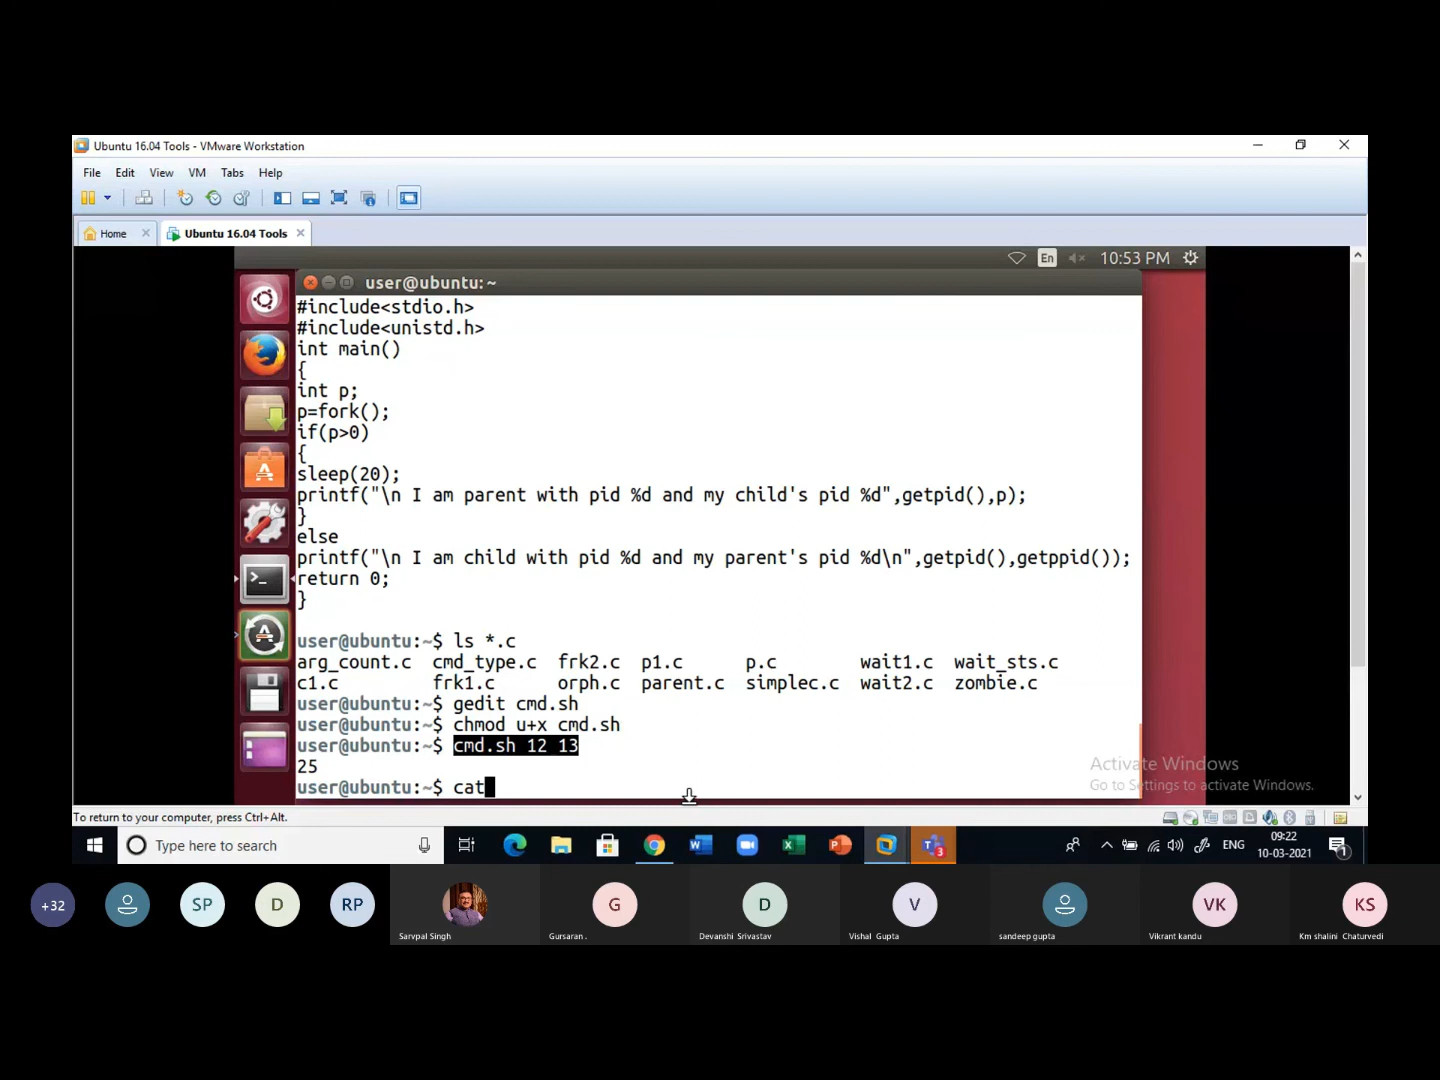 Ubuntu 16.04 Tools - VMware Workstation
File Edit View VM Tabs Help
Home Ubuntu 16.04 Tools
En 10:53 PM
user@ubuntu: ~
#include<stdio.h>
#include<unistd.h>
int main()
{
int p;
p=fork();
if(p>0)
{
sleep(20);
printf("\n I am parent with pid %d and my child's pid %d",getpid(),p);
}
else
printf("\n I am child with pid %d and my parent's pid %d\n",getpid(),getppid());
return 0;
}
user@ubuntu:~$ ls *.c
arg_count.c cmd_type.c frk2.c p1.c p.c wait1.c wait_sts.c
c1.c frk1.c orph.c parent.c simplec.c wait2.c zombie.c
user@ubuntu:~$ gedit cmd.sh
user@ubuntu:~$ chmod u+x cmd.sh
user@ubuntu:~$ cmd.sh 12 13
25
user@ubuntu:~$ cat
Activate Windows
Go to Settings to activate Windows.
To return to your computer, press Ctrl+Alt.
Type here to search
ENG
09:22
10-03-2021
+32 SP D RP G D V VK KS
Sarvpal Singh Gursaran . Devanshi Srivastav Vishal Gupta sandeep gupta Vikrant kandu Km shalini Chaturvedi